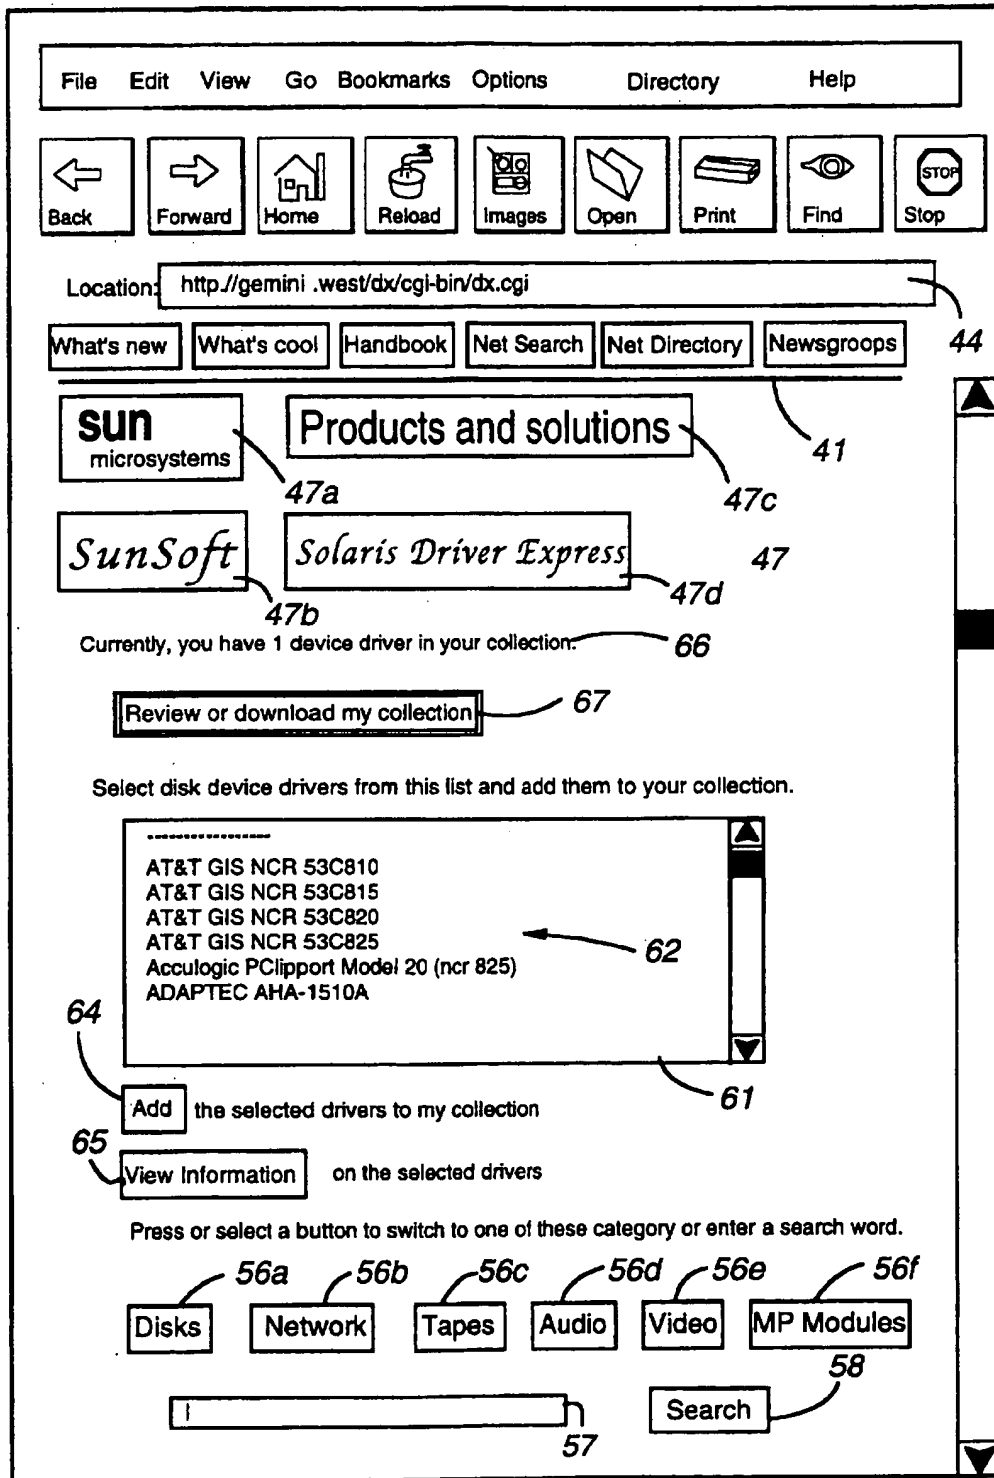 File Edit View Go Bookmarks Options Directory Help
Back Forward Home Reload Images Open Print Find STOP Stop
Location: http.//gemini .west/dx/cgi-bin/dx.cgi
44
What's new What's cool Handbook Net Search Net Directory Newsgroops
41
sun
microsystems
47a
Products and solutions
47c
SunSoft
47b
Solaris Driver Express
47d
47
Currently, you have 1 device driver in your collection.
66
Review or download my collection
67
Select disk device drivers from this list and add them to your collection.
----------------
AT&T GIS NCR 53C810
AT&T GIS NCR 53C815
AT&T GIS NCR 53C820
AT&T GIS NCR 53C825
Acculogic PClipport Model 20 (ncr 825)
ADAPTEC AHA-1510A
62
61
64
Add the selected drivers to my collection
65
View Information on the selected drivers
Press or select a button to switch to one of these category or enter a search word.
56a 56b 56c 56d 56e 56f
Disks Network Tapes Audio Video MP Modules
58
Search
57